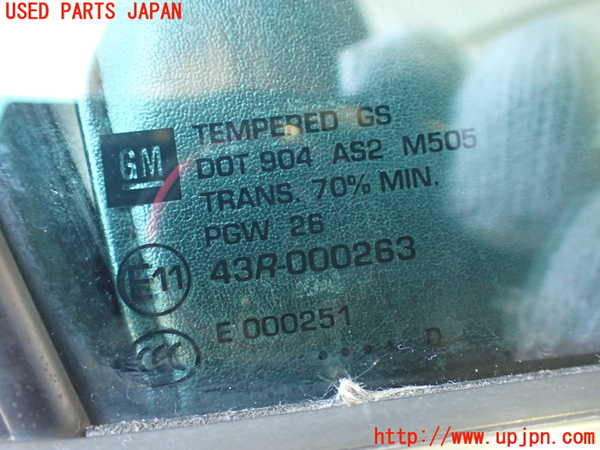 USED PARTS JAPAN
TEMPERED GS
GM
DOT 904 AS2 M505
TRANS. 70% MIN.
PGW 26
E11
43R-000263
E 000251
CCC
D
http://www.upjpn.com/